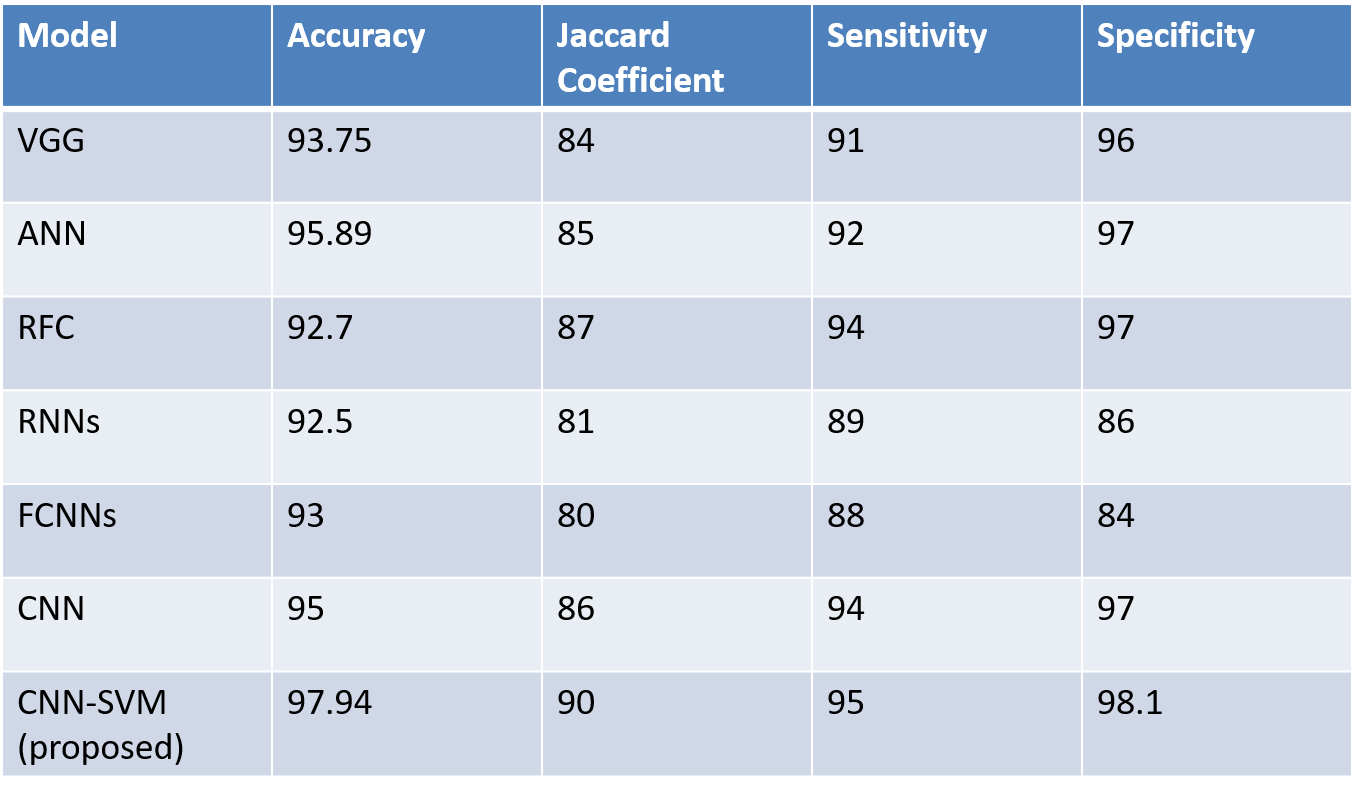 Model Accuracy Jaccard Coefficient Sensitivity Specificity
VGG 93.75 84 91 96
ANN 95.89 85 92 97
RFC 92.7 87 94 97
RNNs 92.5 81 89 86
FCNNs 93 80 88 84
CNN 95 86 94 97
CNN-SVM (proposed) 97.94 90 95 98.1